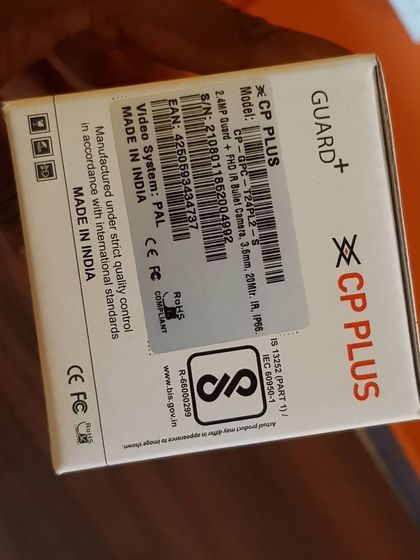 GUARD+
CP PLUS
CP PLUS
Model:
CP-GPC-T24PL2-S
2.4MP Guard + FHD IR Bullet Camera, 3.6mm, 20Mtr. IR, IP66,
S/N: 2108011852004992
EAN: 4250593434737
Video System: PAL
MADE IN INDIA
CE FC RoHS
COMPLIANT
IS 13252 (PART 1) /
IEC 60950-1
R-66000299
www.bis.gov.in
Actual product may differ in appearance to image shown.
Manufactured under strict quality control
in accordance with international standards
MADE IN INDIA
CE FC RoHS